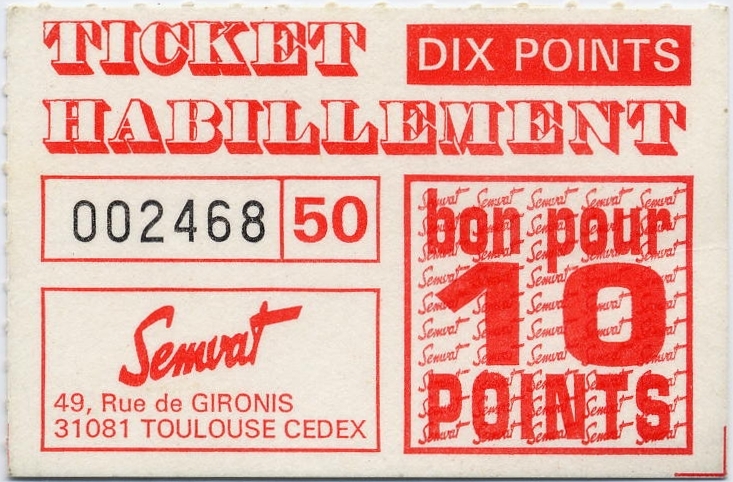 TICKET
DIX POINTS
HABILLEMENT
002468 50
bon pour
10
POINTS
Semvat
49, Rue de GIRONIS
31081 TOULOUSE CEDEX